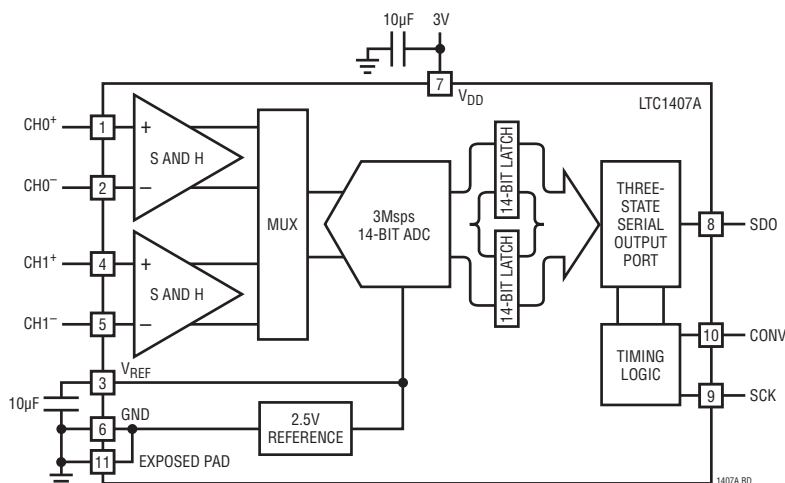 10µF
3V
7
VDD
LTC1407A
CH0+
1
+
S AND H
CH0–
2
–
CH1+
4
+
S AND H
CH1–
5
–
MUX
3Msps
14-BIT ADC
14-BIT LATCH
14-BIT LATCH
THREE-
STATE
SERIAL
OUTPUT
PORT
8
SDO
10
CONV
TIMING
LOGIC
9
SCK
3
VREF
10µF
6
GND
2.5V
REFERENCE
11
EXPOSED PAD
1407A BD